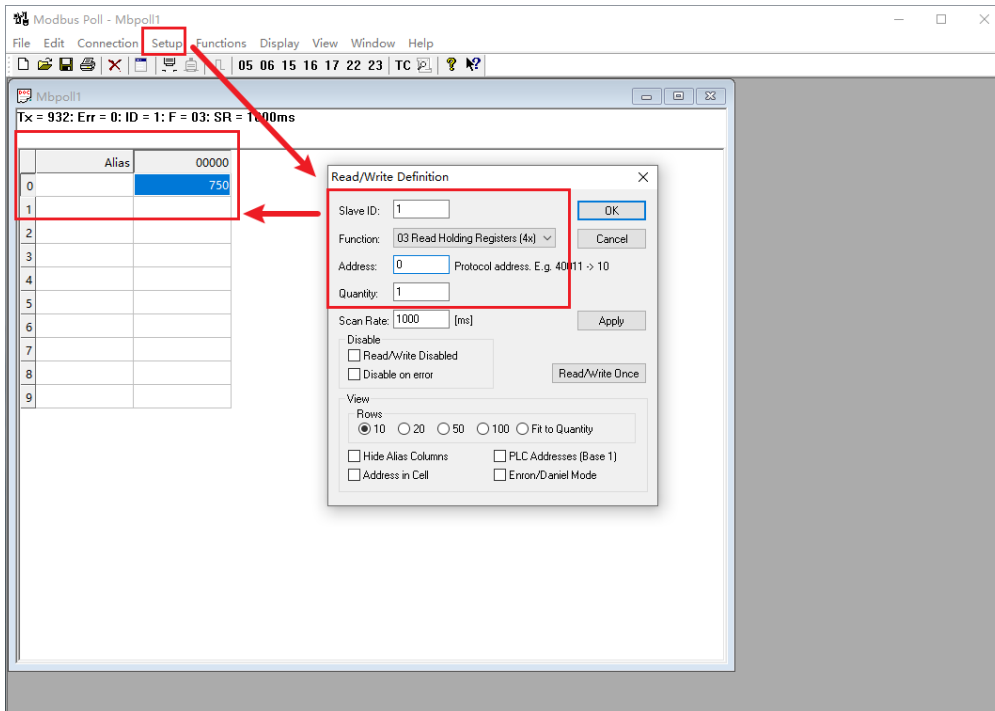 Modbus Poll - Mbpoll1
File Edit Connection Setup Functions Display View Window Help
05 06 15 16 17 22 23 TC
Mbpoll1
Tx = 932: Err = 0: ID = 1: F = 03: SR = 1000ms
Alias 00000
0 750
1
2
3
4
5
6
7
8
9
Read/Write Definition
Slave ID: 1 OK
Function: 03 Read Holding Registers (4x) Cancel
Address: 0 Protocol address. E.g. 40011 -> 10
Quantity: 1
Scan Rate: 1000 [ms] Apply
Disable
Read/Write Disabled
Disable on error Read/Write Once
View
Rows
10 20 50 100 Fit to Quantity
Hide Alias Columns PLC Addresses (Base 1)
Address in Cell Enron/Daniel Mode